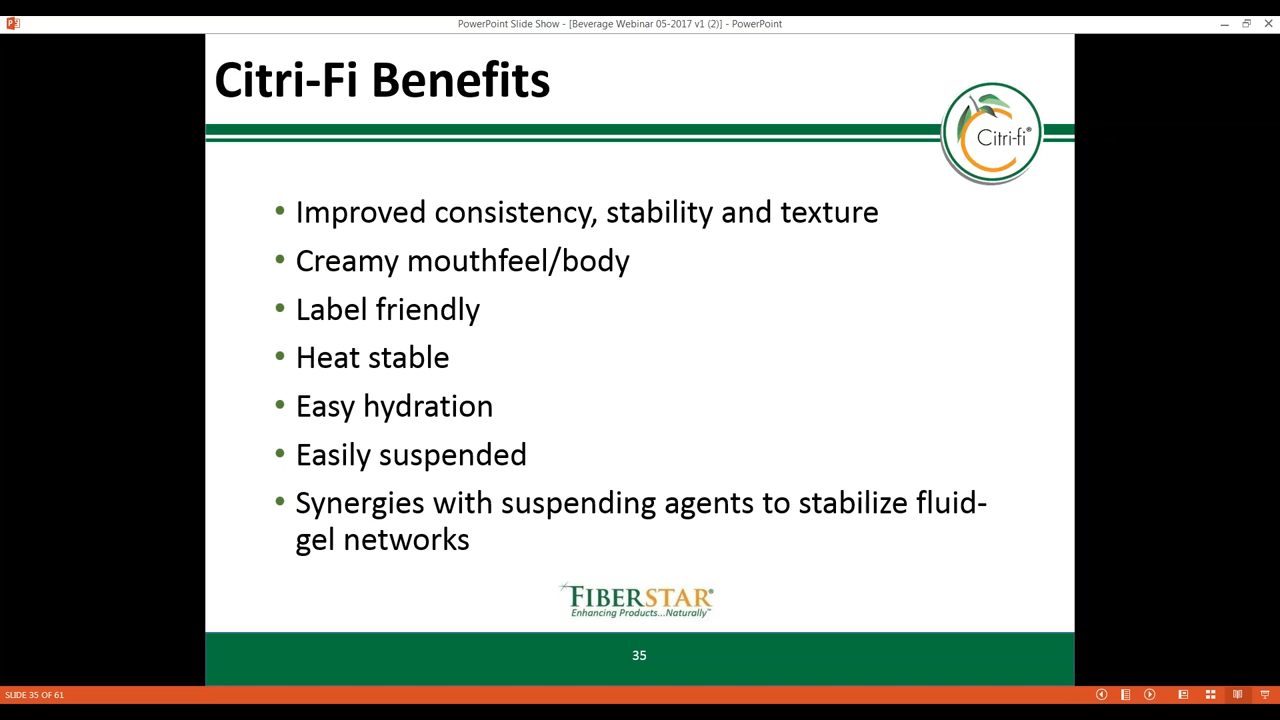 PowerPoint Slide Show - [Beverage Webinar 05-2017 v1 (2)] - PowerPoint
Citri-Fi Benefits
Citri-fi®
• Improved consistency, stability and texture
• Creamy mouthfeel/body
• Label friendly
• Heat stable
• Easy hydration
• Easily suspended
• Synergies with suspending agents to stabilize fluid-
gel networks
FIBERSTAR®
Enhancing Products...Naturally™
35
SLIDE 35 OF 61